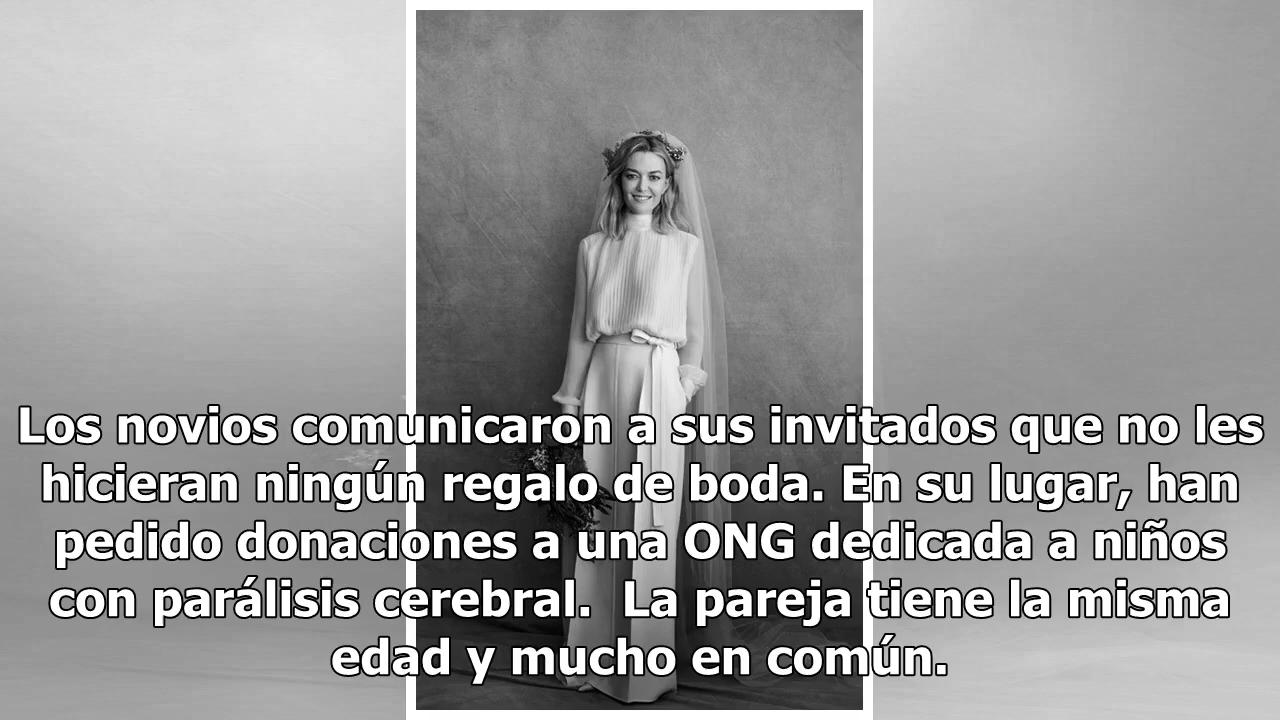 Los novios comunicaron a sus invitados que no les
hicieran ningún regalo de boda. En su lugar, han
pedido donaciones a una ONG dedicada a niños
con parálisis cerebral.  La pareja tiene la misma
edad y mucho en común.